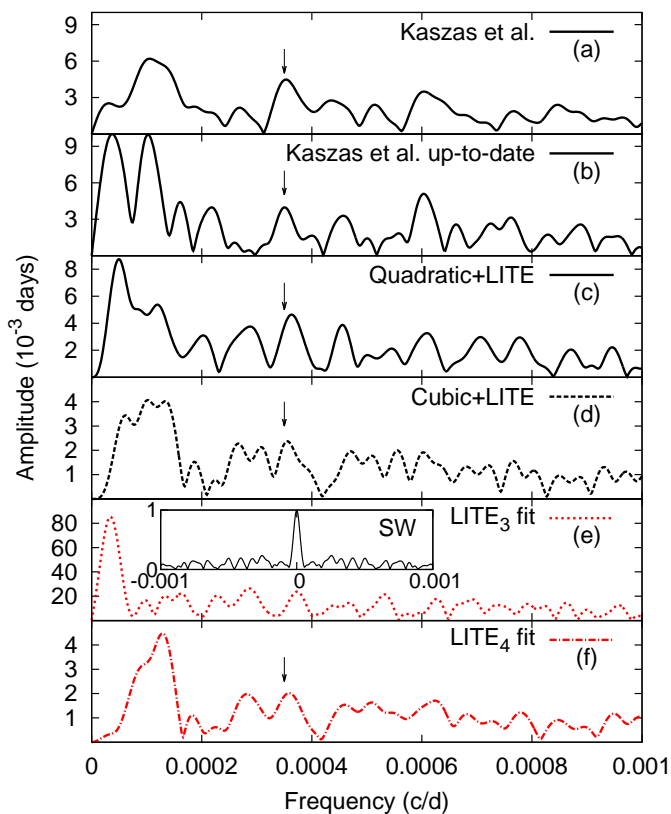 Amplitude (10⁻³ days)
9
6
3
Kaszas et al.
(a)
9
6
3
Kaszas et al. up-to-date
(b)
8
6
4
2
Quadratic+LITE
(c)
4
3
2
1
Cubic+LITE
(d)
80
60
40
20
LITE₃ fit
(e)
1
0
SW
-0.001 0 0.001
4
3
2
1
LITE₄ fit
(f)
0 0.0002 0.0004 0.0006 0.0008 0.001
Frequency (c/d)